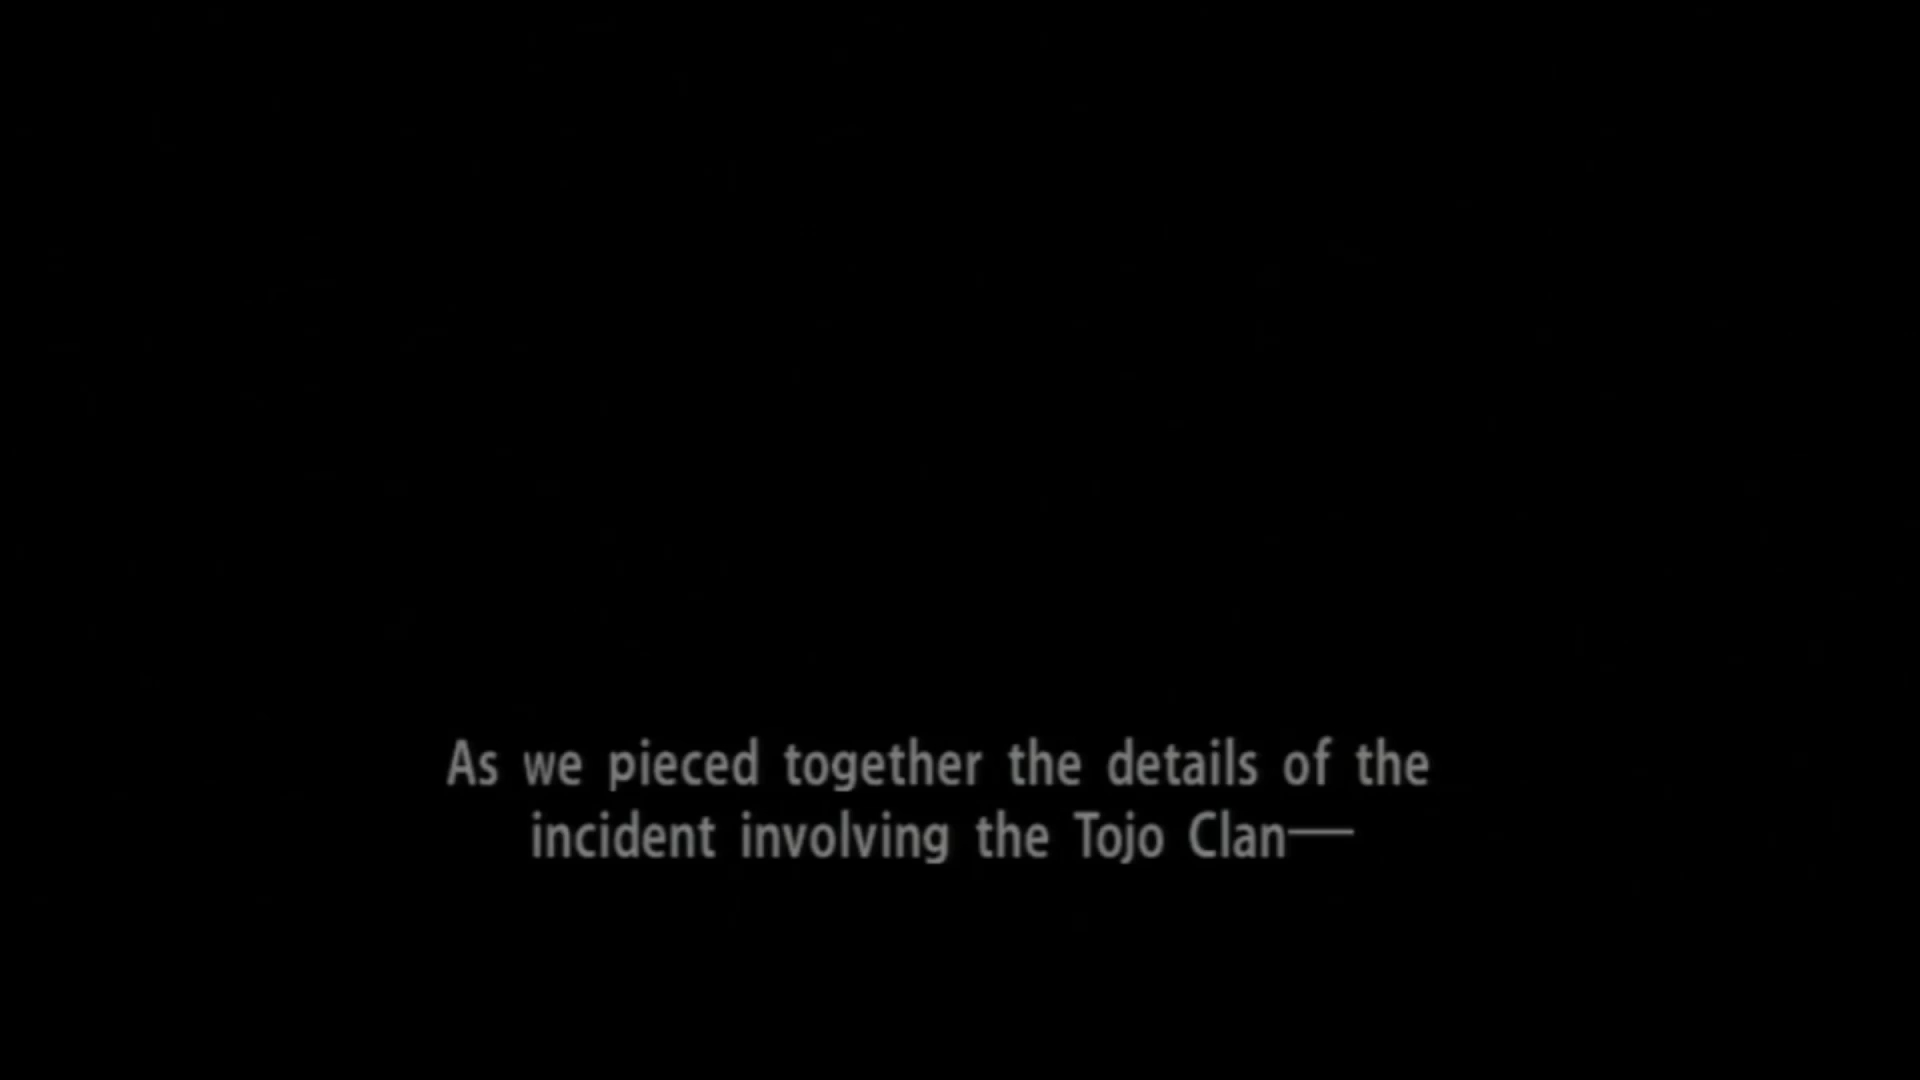 As we pieced together the details of the
incident involving the Tojo Clan―